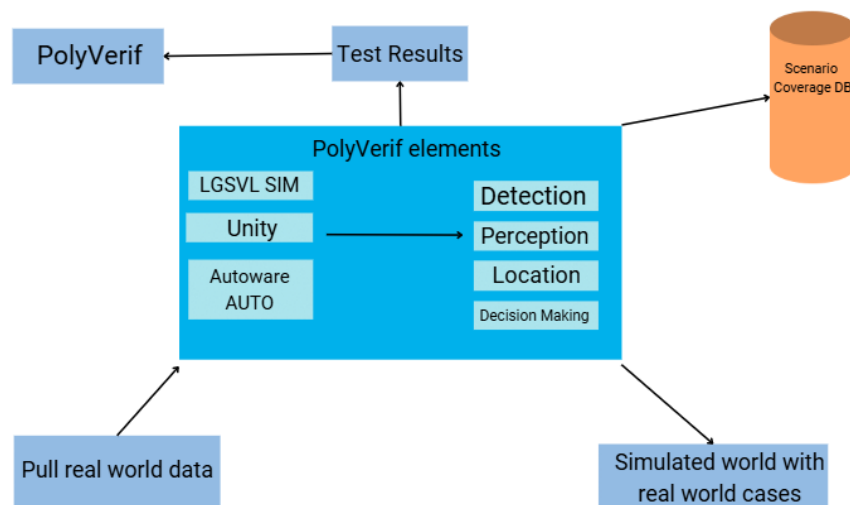 PolyVerif
Test Results
Scenario
Coverage DB
PolyVerif elements
LGSVL SIM
Unity
Autoware
AUTO
Detection
Perception
Location
Decision Making
Pull real world data
Simulated world with
real world cases